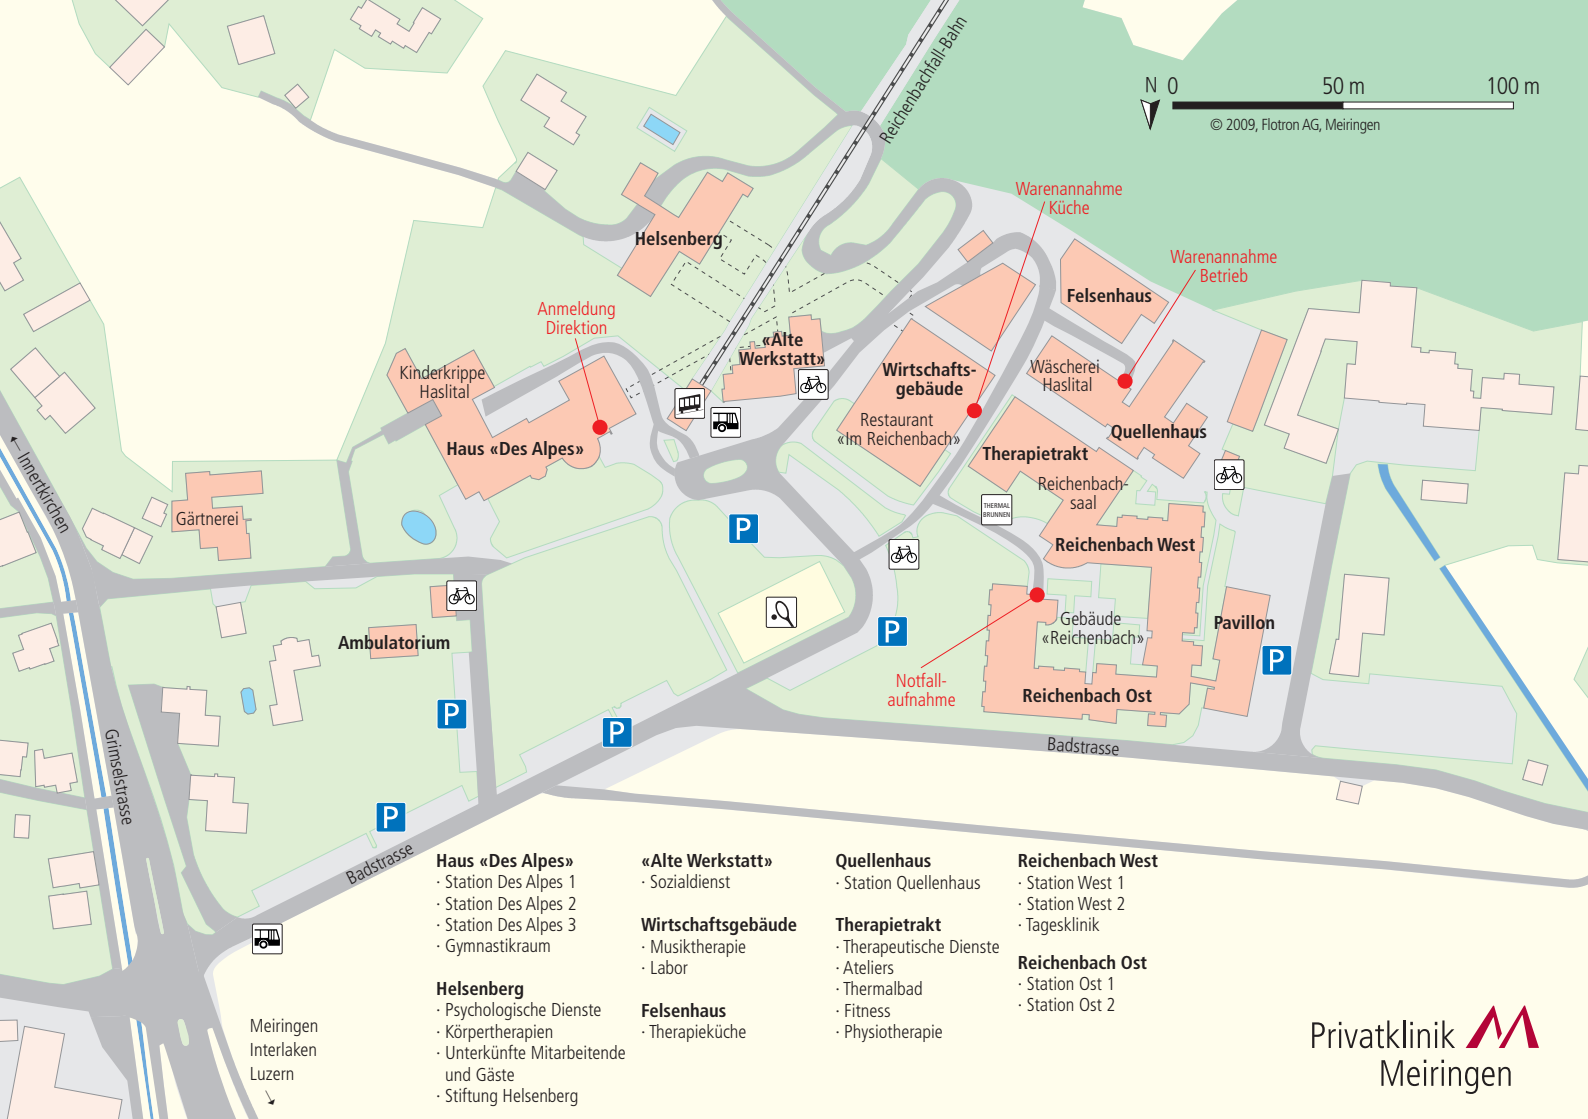 Reichenbachfall-Bahn
N 0 50 m 100 m
© 2009, Flotron AG, Meiringen
Warenannahme
Küche
Warenannahme
Betrieb
Helsenberg
Felsenhaus
Anmeldung
Direktion
«Alte
Werkstatt»
Kinderkrippe
Haslital
Wirtschafts-
gebäude
Wäscherei
Haslital
Restaurant
«Im Reichenbach»
Haus «Des Alpes»
Quellenhaus
Therapietrakt
Reichenbach-
saal
← Innertkirchen
Gärtnerei
THERMAL
BRUNNEN
P
Reichenbach West
Ambulatorium
P
Gebäude
«Reichenbach»
Pavillon
P
Notfall-
aufnahme
Reichenbach Ost
P
P
Grimselstrasse
Badstrasse
P
Badstrasse
Haus «Des Alpes»
· Station Des Alpes 1
· Station Des Alpes 2
· Station Des Alpes 3
· Gymnastikraum
Helsenberg
· Psychologische Dienste
· Körpertherapien
· Unterkünfte Mitarbeitende
und Gäste
· Stiftung Helsenberg
«Alte Werkstatt»
· Sozialdienst
Wirtschaftsgebäude
· Musiktherapie
· Labor
Felsenhaus
· Therapieküche
Quellenhaus
· Station Quellenhaus
Therapietrakt
· Therapeutische Dienste
· Ateliers
· Thermalbad
· Fitness
· Physiotherapie
Reichenbach West
· Station West 1
· Station West 2
· Tagesklinik
Reichenbach Ost
· Station Ost 1
· Station Ost 2
Meiringen
Interlaken
Luzern
Privatklinik
Meiringen